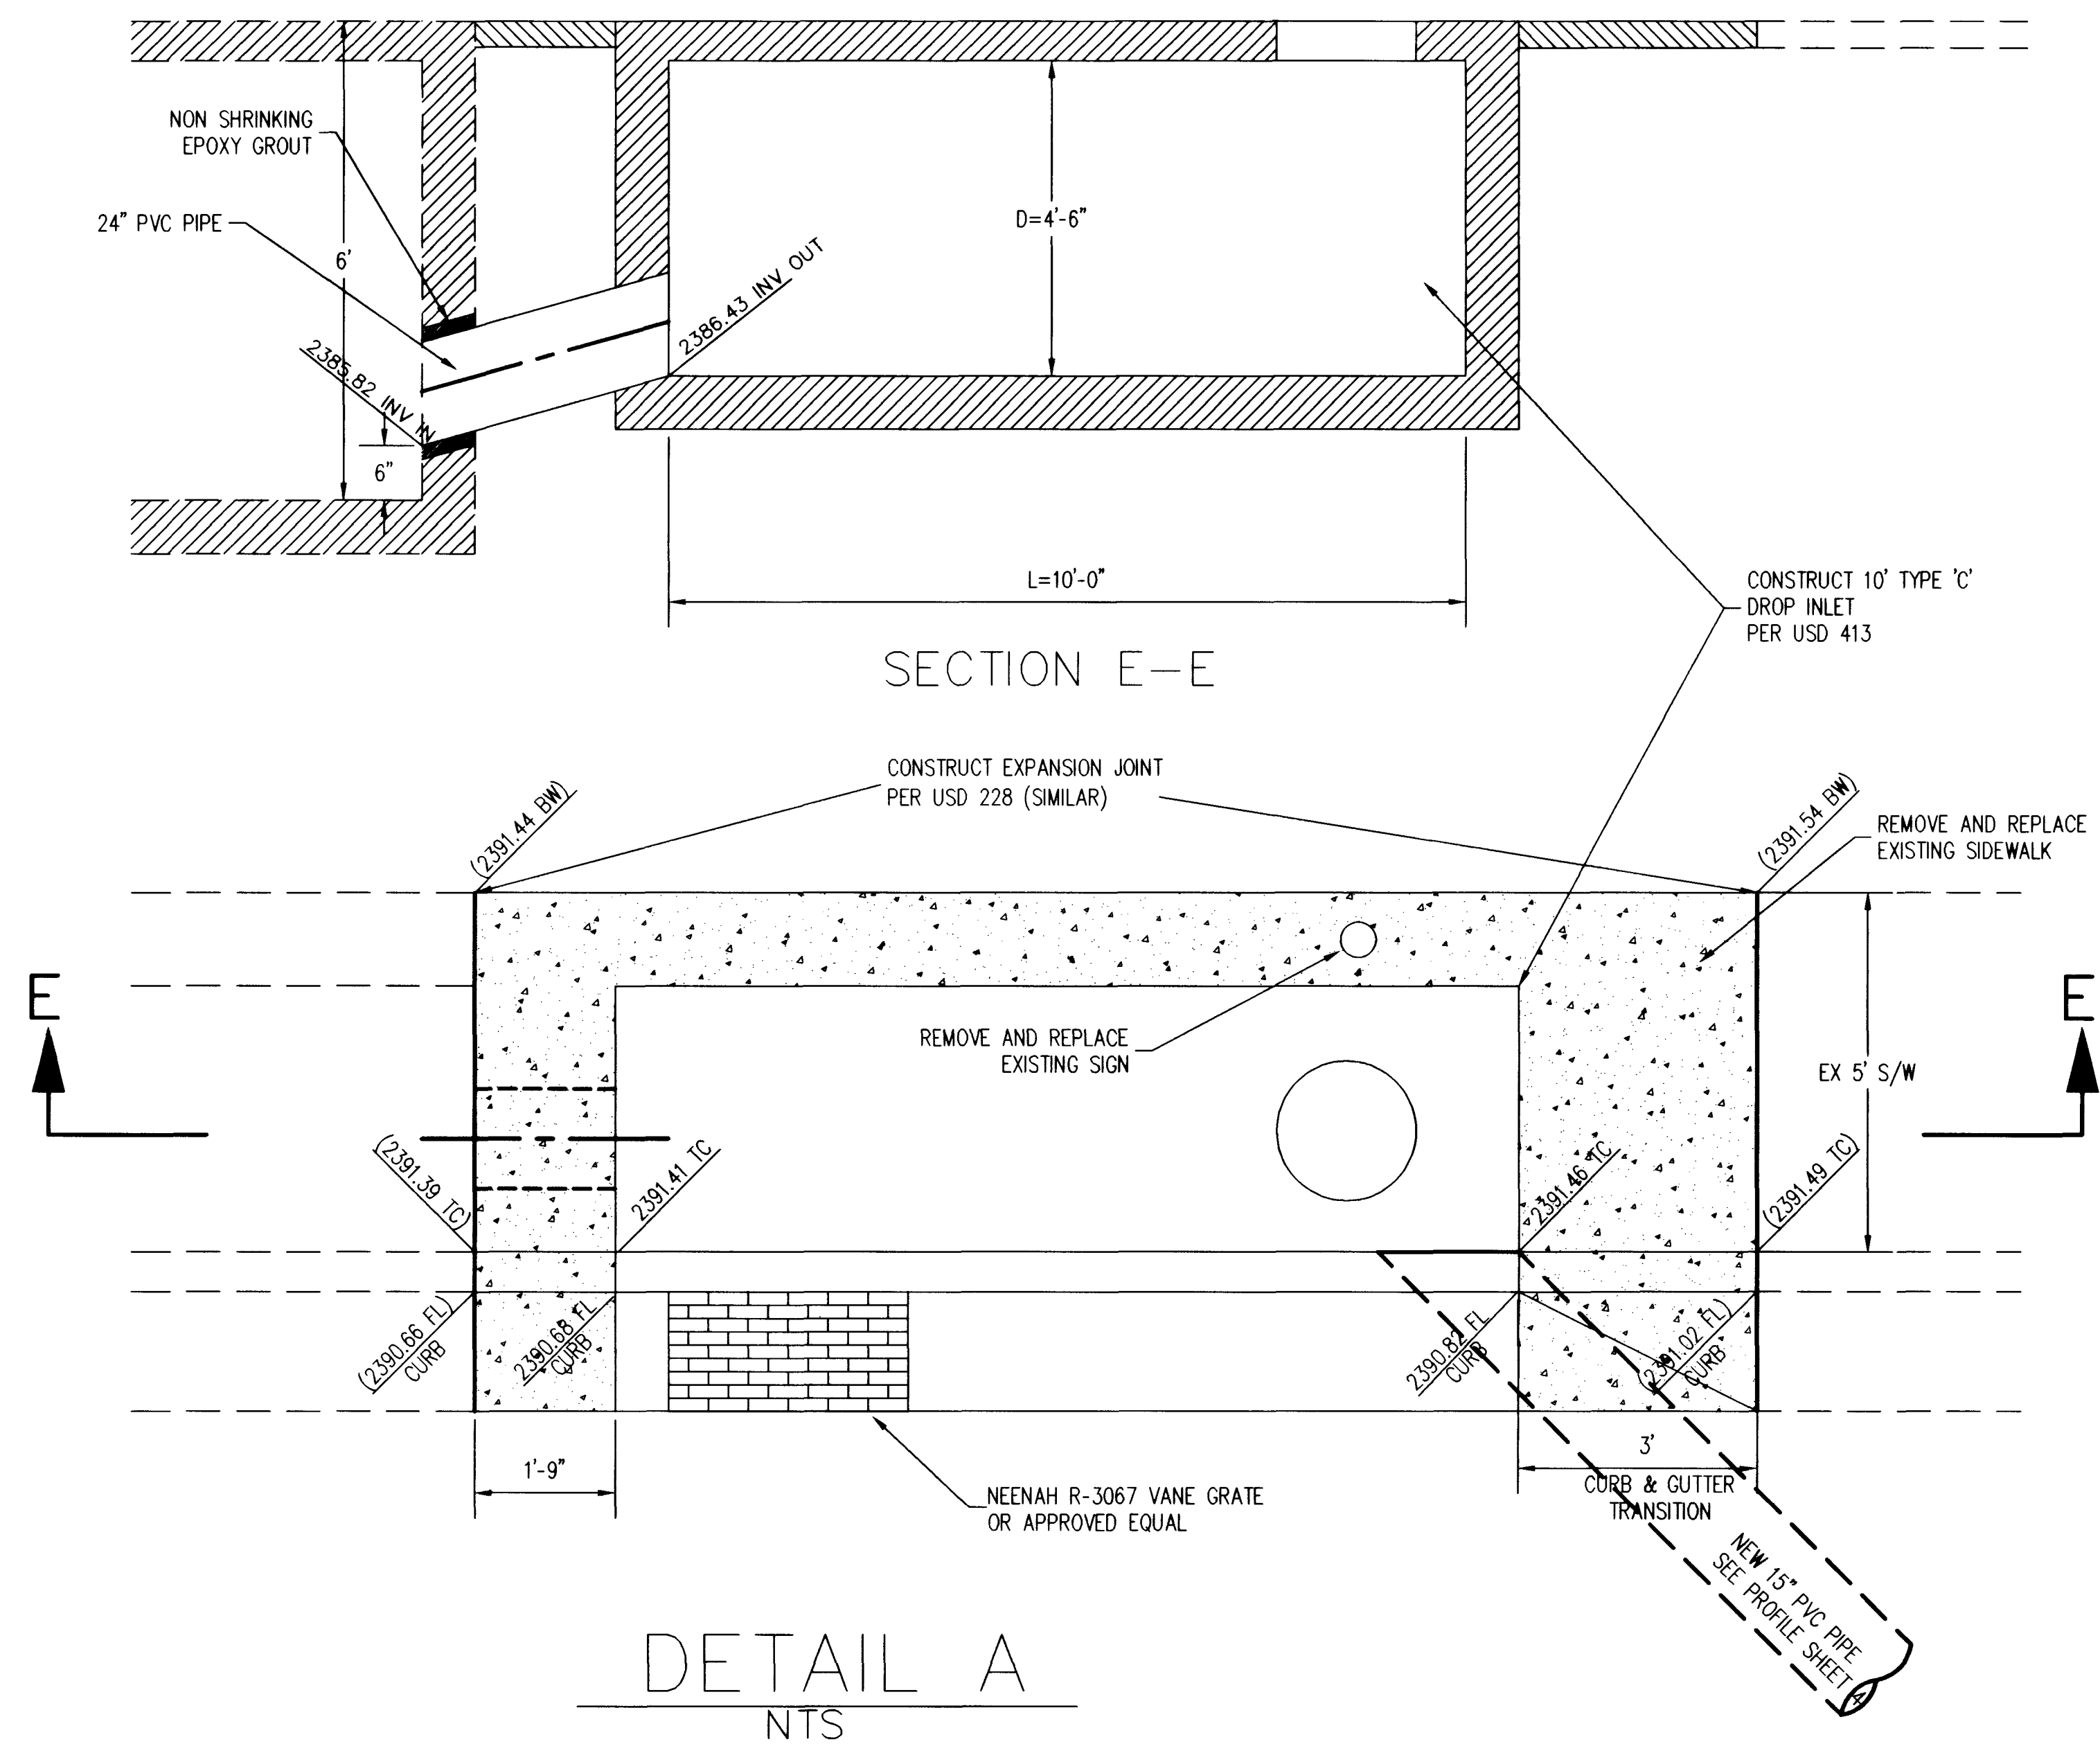 NON SHRINKING
EPOXY GROUT
24" PVC PIPE
6'
D=4'-6"
2386.43 INV OUT
2385.82 INV IN
6"
L=10'-0"
CONSTRUCT 10' TYPE 'C'
DROP INLET
PER USD 413
SECTION E-E
CONSTRUCT EXPANSION JOINT
PER USD 228 (SIMILAR)
(2391.44 BW)
(2391.54 BW)
REMOVE AND REPLACE
EXISTING SIDEWALK
E
E
REMOVE AND REPLACE
EXISTING SIGN
EX 5' S/W
(2391.39 TC)
2391.41 TC
2391.46 TC
(2391.49 TC)
(2390.66 FL)
CURB
2390.68 FL
CURB
2390.82 FL
CURB
(2391.02 FL)
CURB
1'-9"
3'
CURB & GUTTER
TRANSITION
NEENAH R-3067 VANE GRATE
OR APPROVED EQUAL
NEW 15" PVC PIPE
SEE PROFILE SHEET 4
DETAIL A
NTS